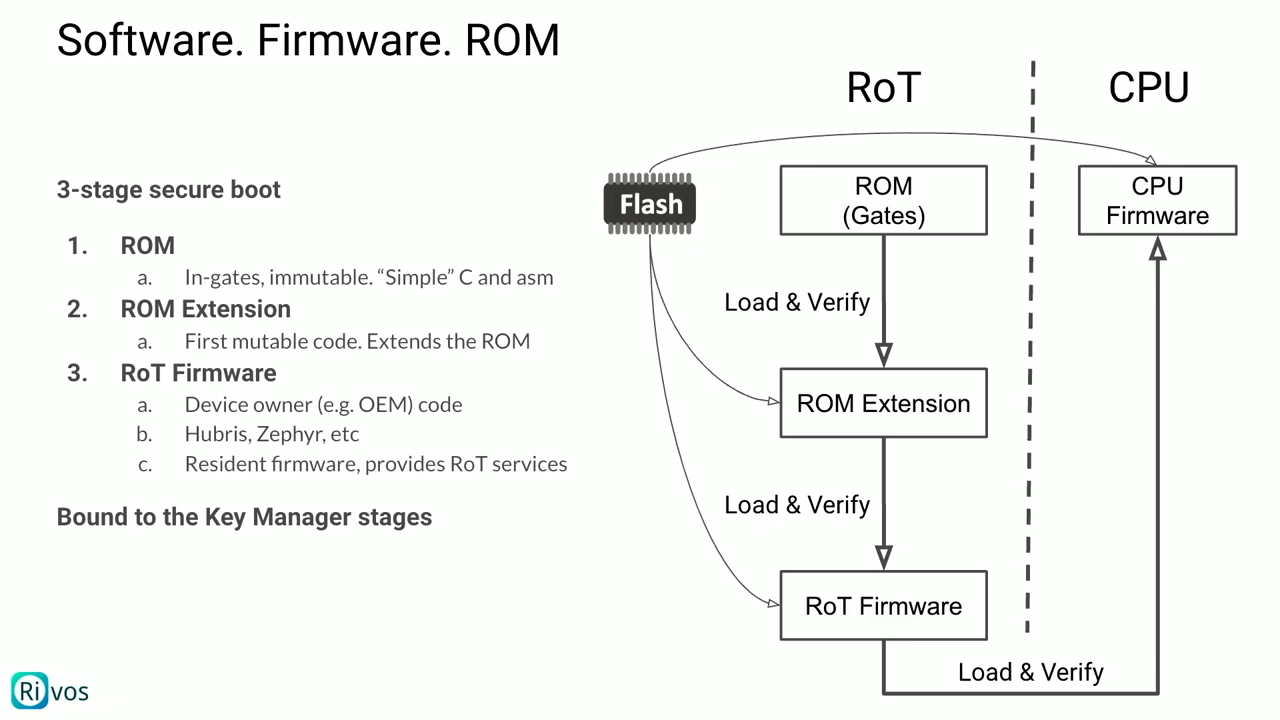 Software. Firmware. ROM
RoT
CPU
3-stage secure boot
1. ROM
a. In-gates, immutable. “Simple” C and asm
2. ROM Extension
a. First mutable code. Extends the ROM
3. RoT Firmware
a. Device owner (e.g. OEM) code
b. Hubris, Zephyr, etc
c. Resident firmware, provides RoT services
Bound to the Key Manager stages
Flash
ROM
(Gates)
CPU
Firmware
Load & Verify
ROM Extension
Load & Verify
RoT Firmware
Load & Verify
Rivos